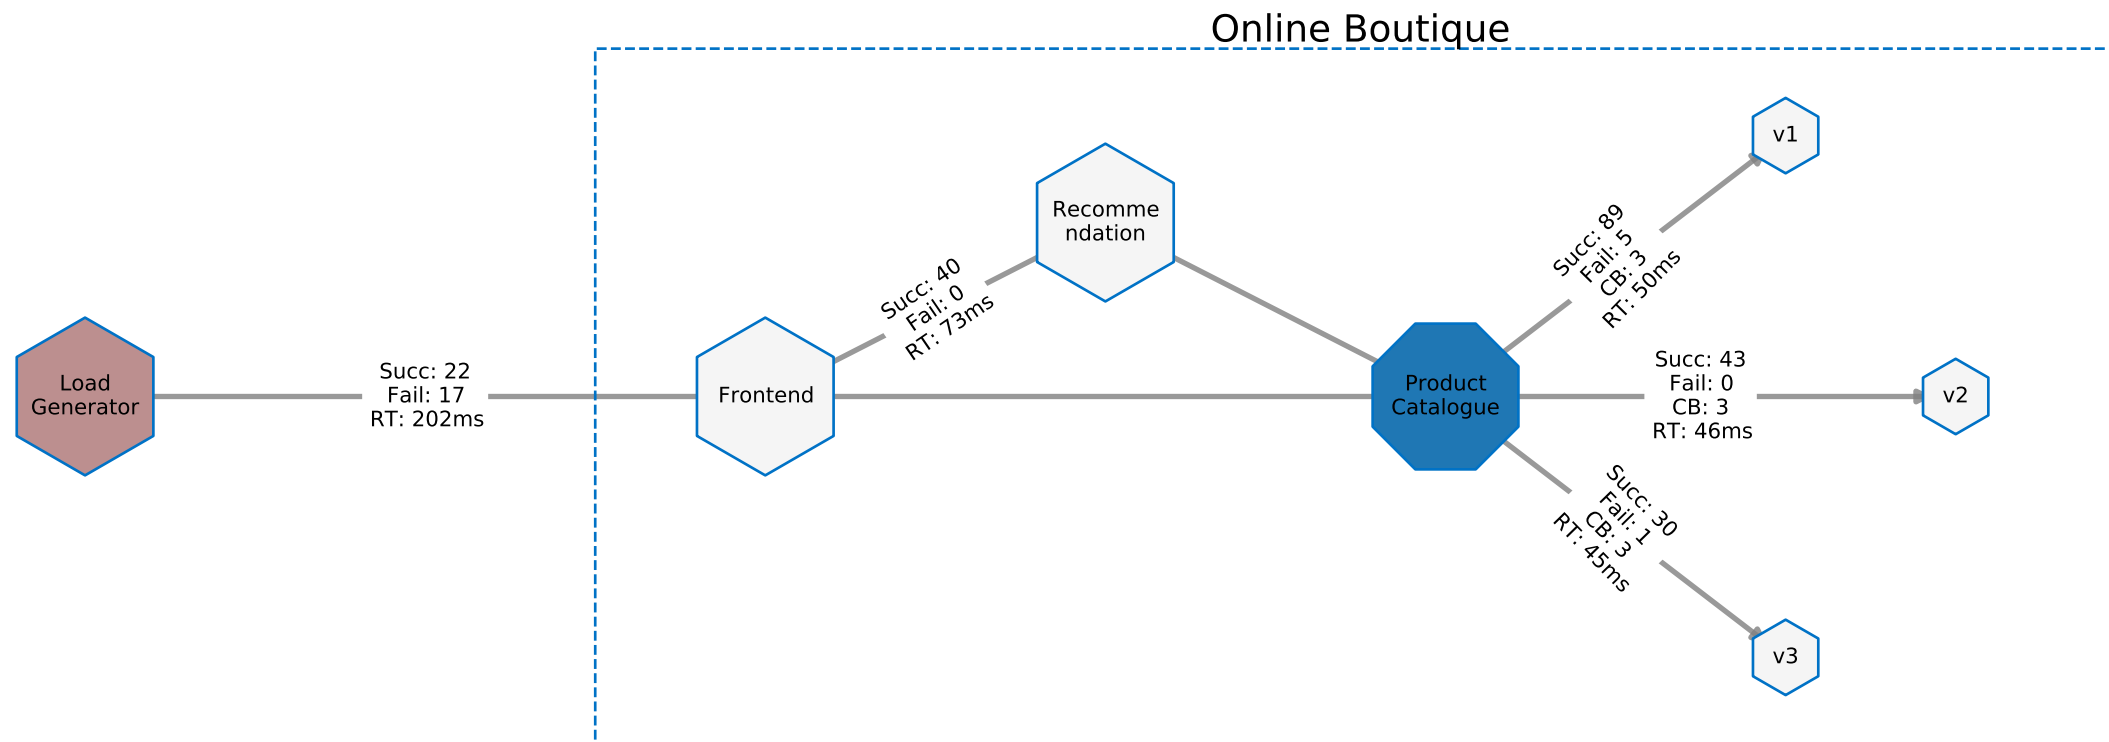 Online Boutique
Load
Generator
Succ: 22
Fail: 17
RT: 202ms
Frontend
Succ: 40
Fail: 0
RT: 73ms
Recomme
ndation
Product
Catalogue
Succ: 89
Fail: 5
CB: 3
RT: 50ms
v1
Succ: 43
Fail: 0
CB: 3
RT: 46ms
v2
Succ: 30
Fail: 1
CB: 3
RT: 45ms
v3